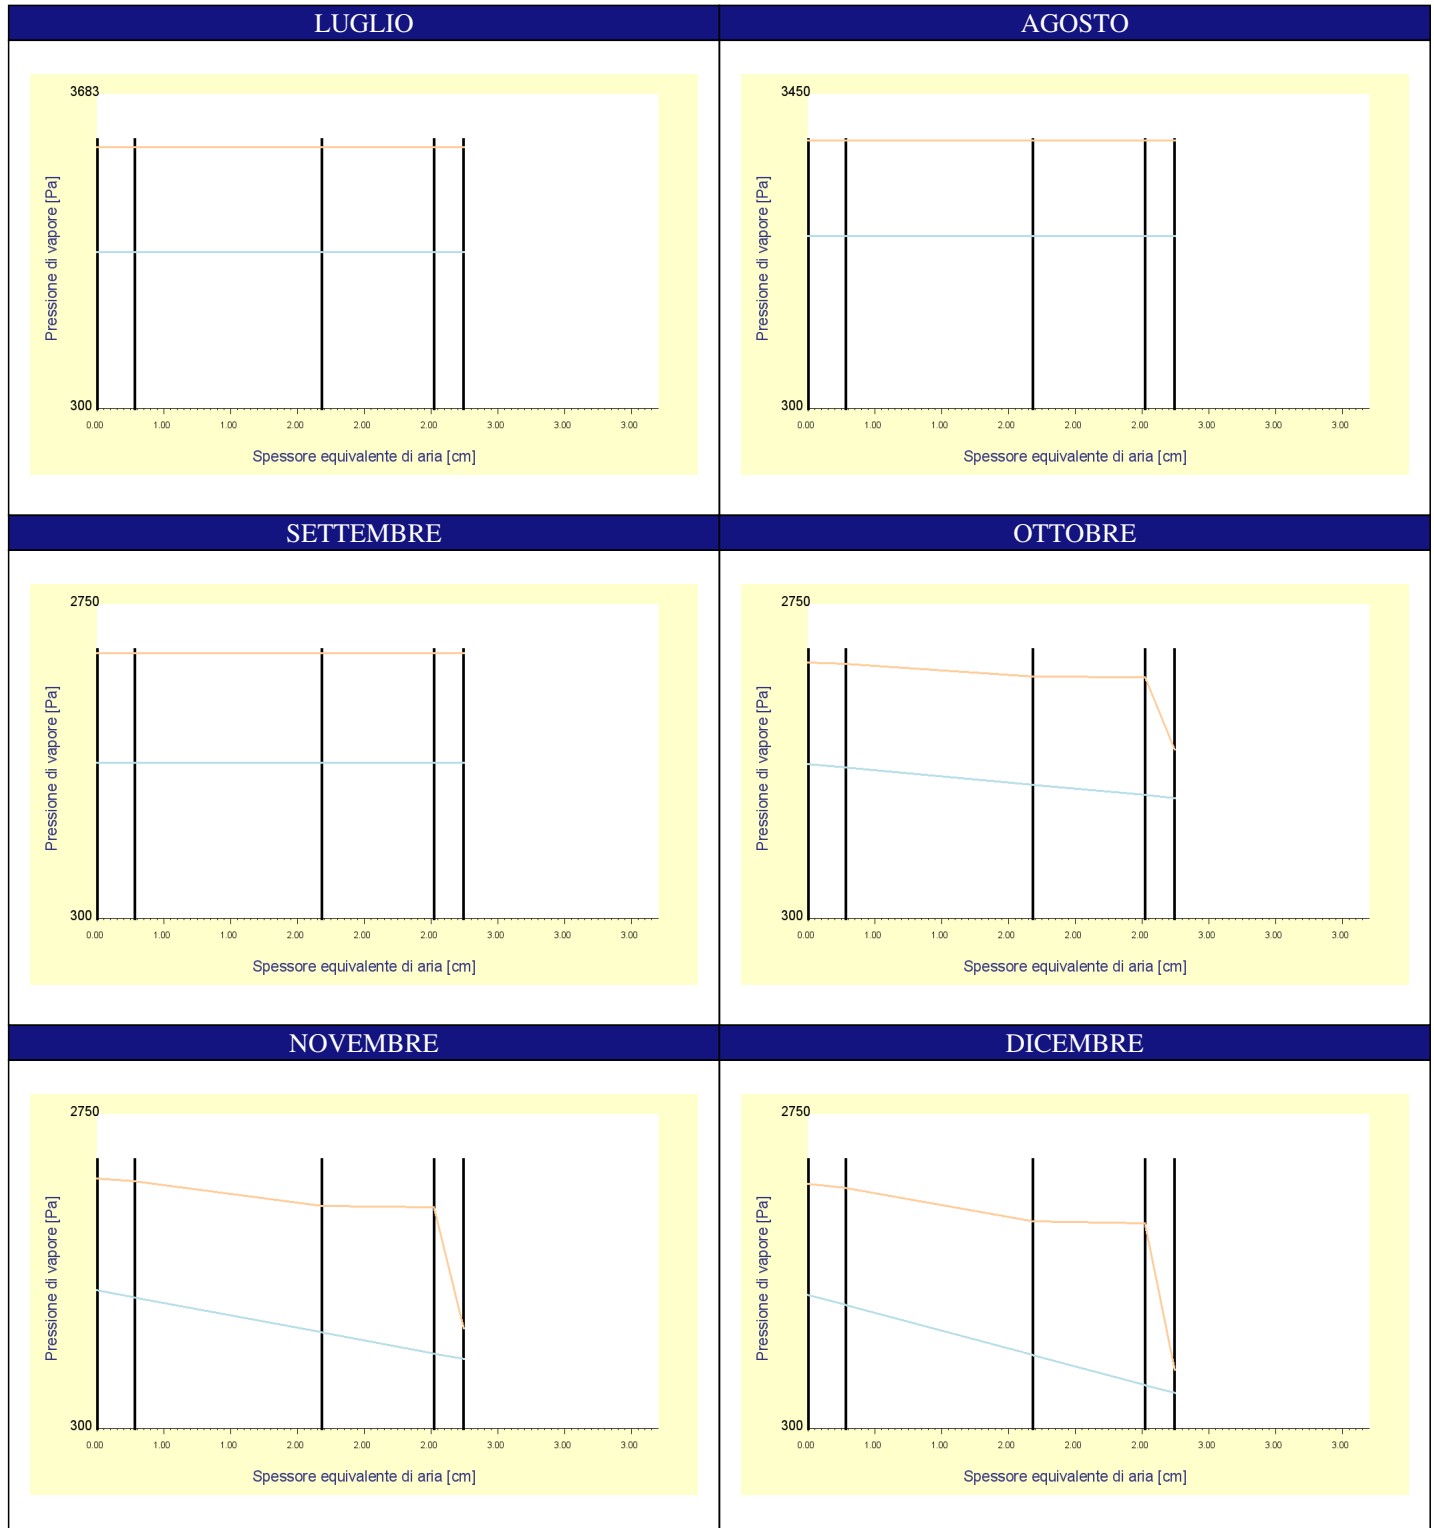 LUGLIO
AGOSTO
3683
Pressione di vapore [Pa]
300
0.00 1.00 1.00 2.00 2.00 2.00 3.00 3.00 3.00
Spessore equivalente di aria [cm]
3450
Pressione di vapore [Pa]
300
0.00 1.00 1.00 2.00 2.00 2.00 3.00 3.00 3.00
Spessore equivalente di aria [cm]
SETTEMBRE
OTTOBRE
2750
Pressione di vapore [Pa]
300
0.00 1.00 1.00 2.00 2.00 2.00 3.00 3.00 3.00
Spessore equivalente di aria [cm]
2750
Pressione di vapore [Pa]
300
0.00 1.00 1.00 2.00 2.00 2.00 3.00 3.00 3.00
Spessore equivalente di aria [cm]
NOVEMBRE
DICEMBRE
2750
Pressione di vapore [Pa]
300
0.00 1.00 1.00 2.00 2.00 2.00 3.00 3.00 3.00
Spessore equivalente di aria [cm]
2750
Pressione di vapore [Pa]
300
0.00 1.00 1.00 2.00 2.00 2.00 3.00 3.00 3.00
Spessore equivalente di aria [cm]